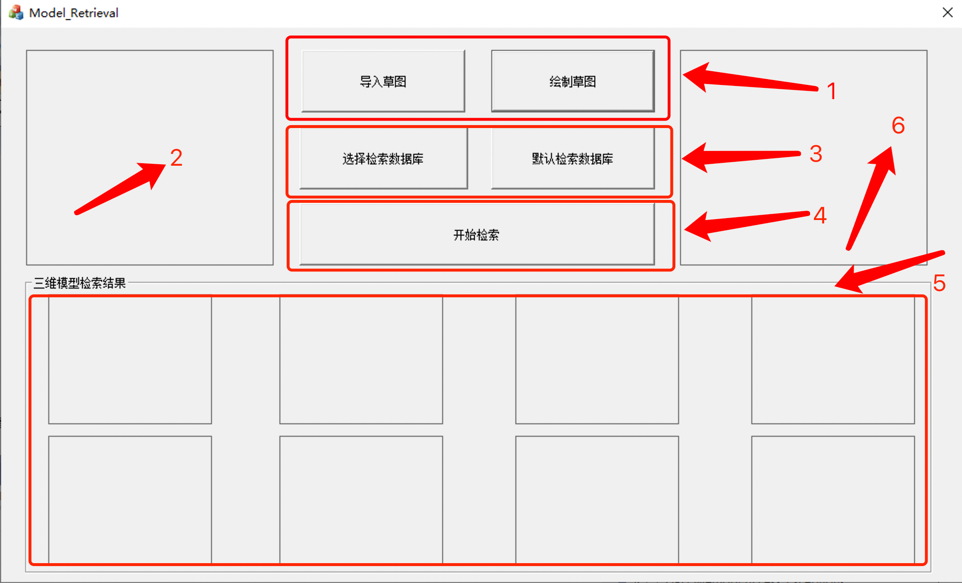 Model_Retrieval
导入草图
绘制草图
1
6
2
选择检索数据库
默认检索数据库
3
开始检索
4
三维模型检索结果
5